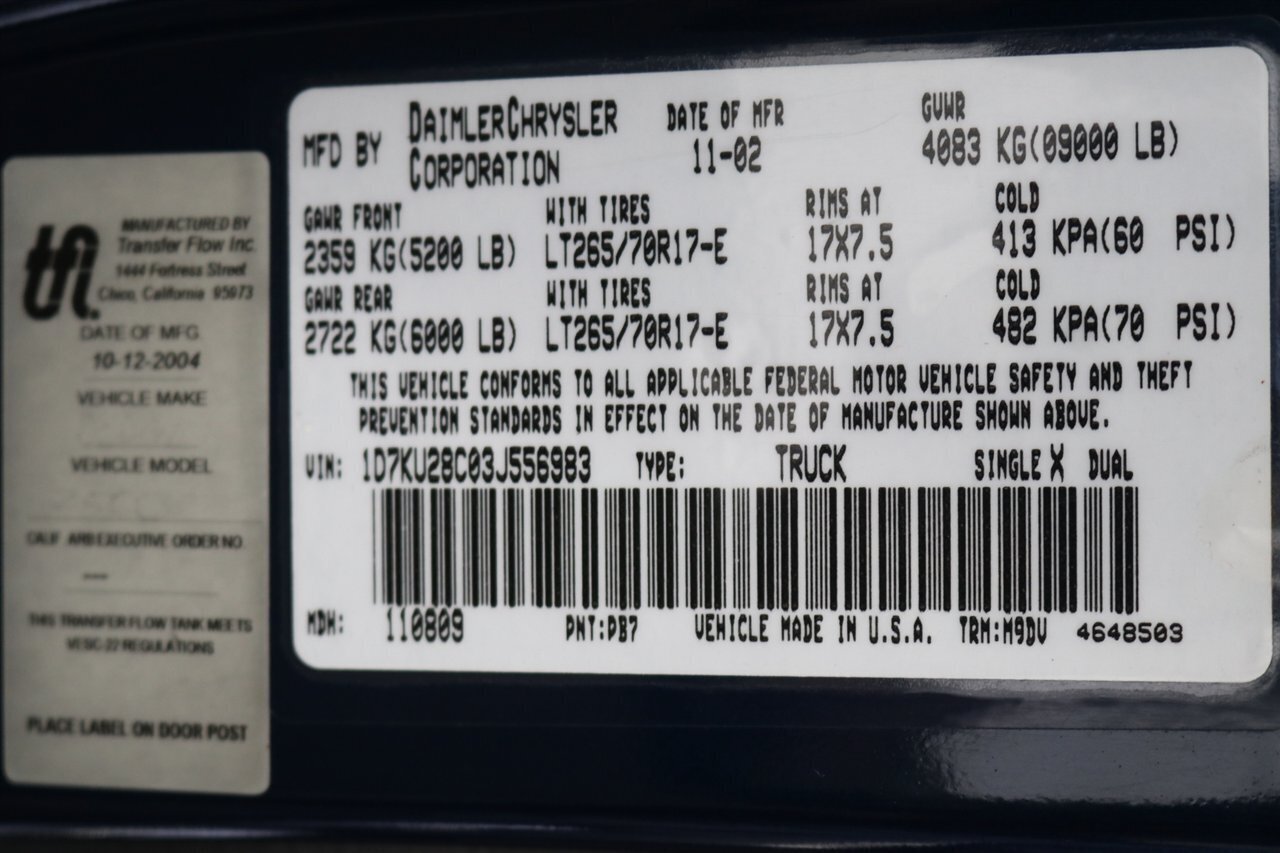 MANUFACTURED BY
Transfer Flow Inc.
1444 Fortress Street
Chico, California 95973
DATE OF MFG.
10-12-2004
VEHICLE MAKE
VEHICLE MODEL
CALIF ARB EXECUTIVE ORDER NO.
---
THIS TRANSFER FLOW TANK MEETS
VESC-22 REGULATIONS
PLACE LABEL ON DOOR POST
MFD BY DAIMLERCHRYSLER CORPORATION DATE OF MFR 11-02 GVWR 4083 KG(09000 LB)
GAWR FRONT WITH TIRES RIMS AT COLD
2359 KG(5200 LB) LT265/70R17-E 17X7.5 413 KPA(60 PSI)
GAWR REAR WITH TIRES RIMS AT COLD
2722 KG(6000 LB) LT265/70R17-E 17X7.5 482 KPA(70 PSI)
THIS VEHICLE CONFORMS TO ALL APPLICABLE FEDERAL MOTOR VEHICLE SAFETY AND THEFT
PREVENTION STANDARDS IN EFFECT ON THE DATE OF MANUFACTURE SHOWN ABOVE.
VIN: 1D7KU28C03J556983 TYPE: TRUCK SINGLE X DUAL
MDH: 110809 PNT:PB7 VEHICLE MADE IN U.S.A. TRM:M9DV 4648503